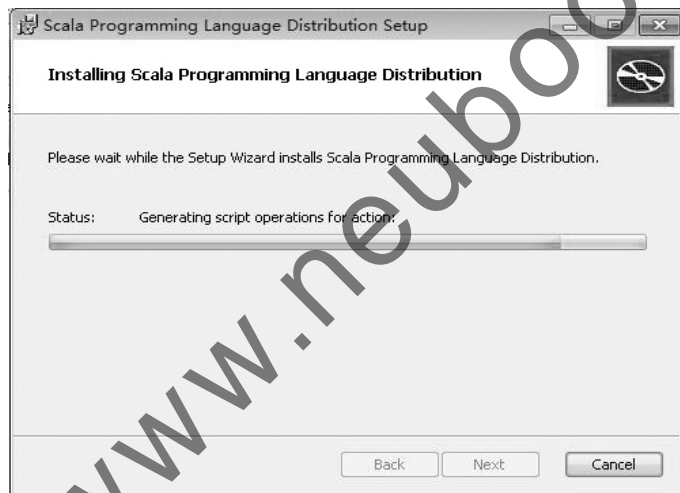 Scala Programming Language Distribution Setup
Installing Scala Programming Language Distribution
Please wait while the Setup Wizard installs Scala Programming Language Distribution.
Status: Generating script operations for action:
Back Next Cancel
www.neuboo